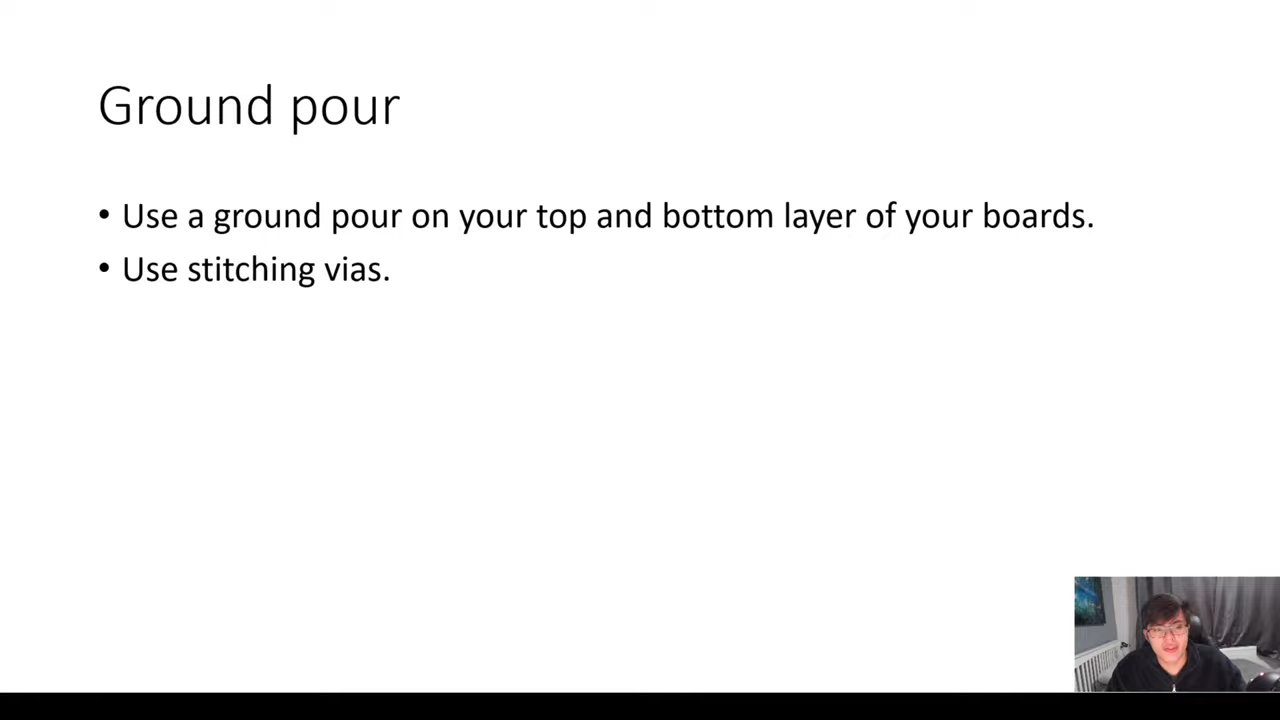 Ground pour
• Use a ground pour on your top and bottom layer of your boards.
• Use stitching vias.